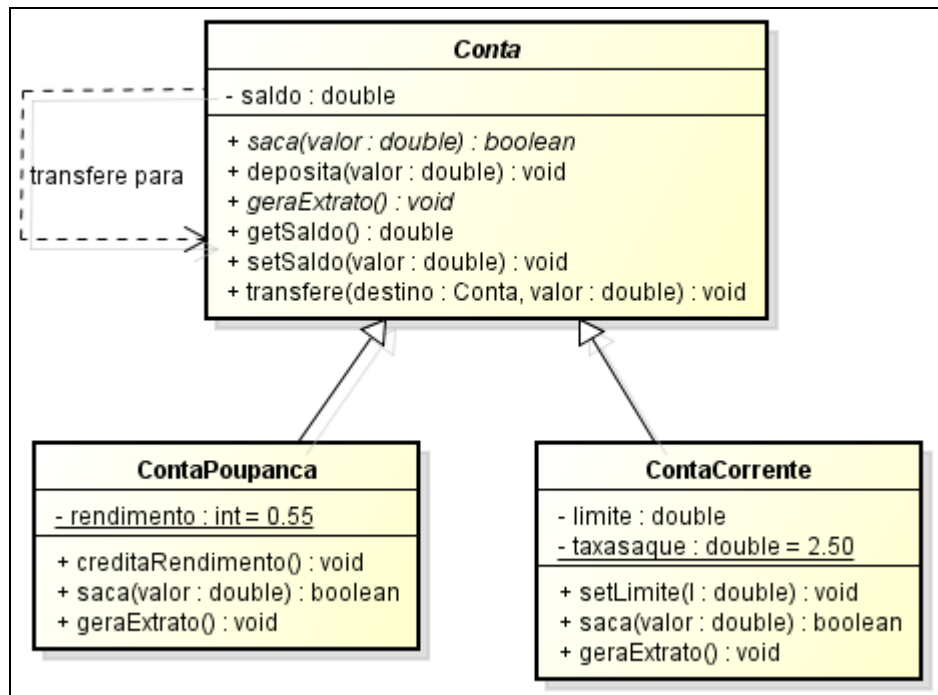 Conta
- saldo : double
+ saca(valor : double) : boolean
+ deposita(valor : double) : void
+ geraExtrato() : void
+ getSaldo() : double
+ setSaldo(valor : double) : void
+ transfere(destino : Conta, valor : double) : void
transfere para
ContaPoupanca
- rendimento : int = 0.55
+ creditaRendimento() : void
+ saca(valor : double) : boolean
+ geraExtrato() : void
ContaCorrente
- limite : double
- taxasaque : double = 2.50
+ setLimite(l : double) : void
+ saca(valor : double) : boolean
+ geraExtrato() : void